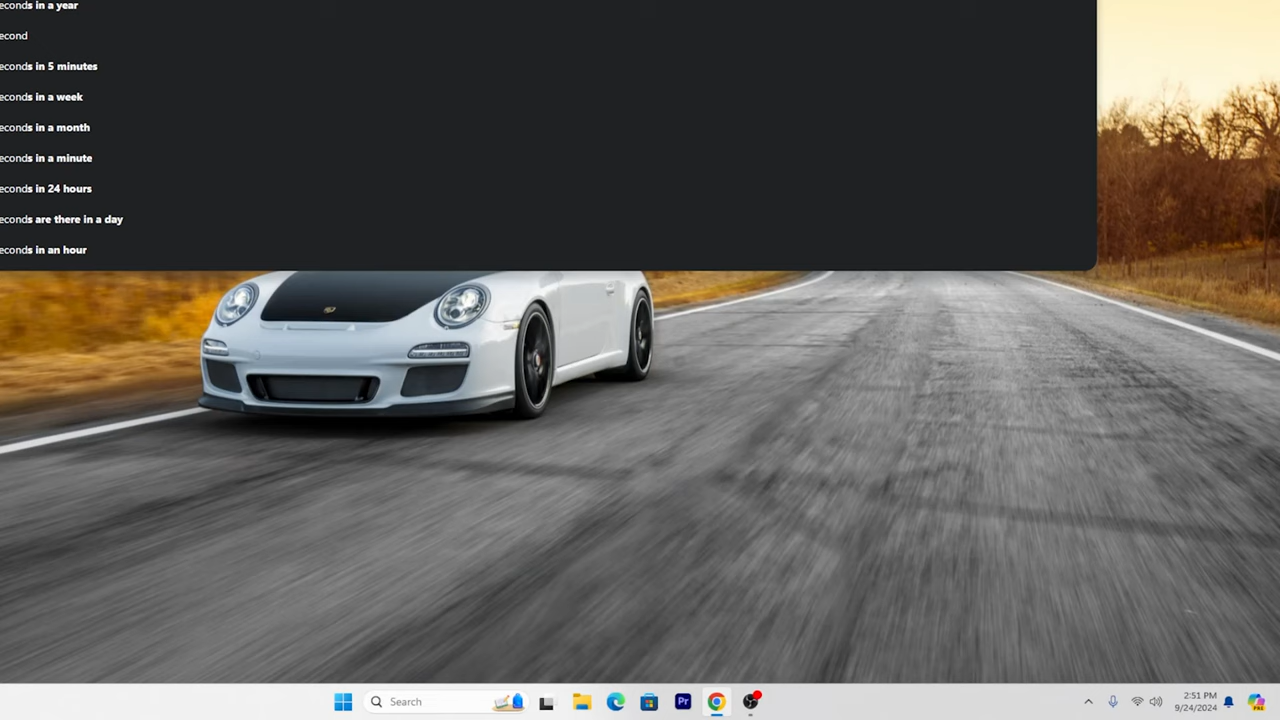 econds in a year
econd
econds in 5 minutes
econds in a week
econds in a month
econds in a minute
econds in 24 hours
econds are there in a day
econds in an hour
Search
Pr
2:51 PM
9/24/2024